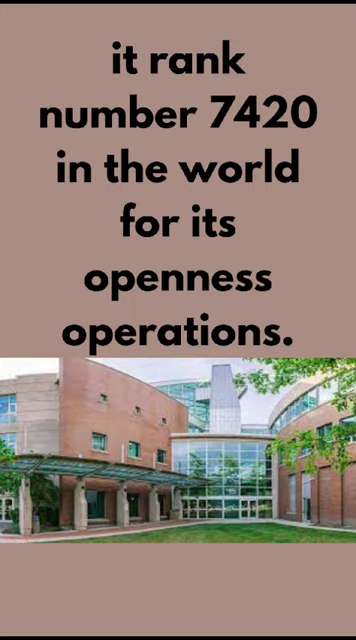 it rank
number 7420
in the world
for its
openness
operations.